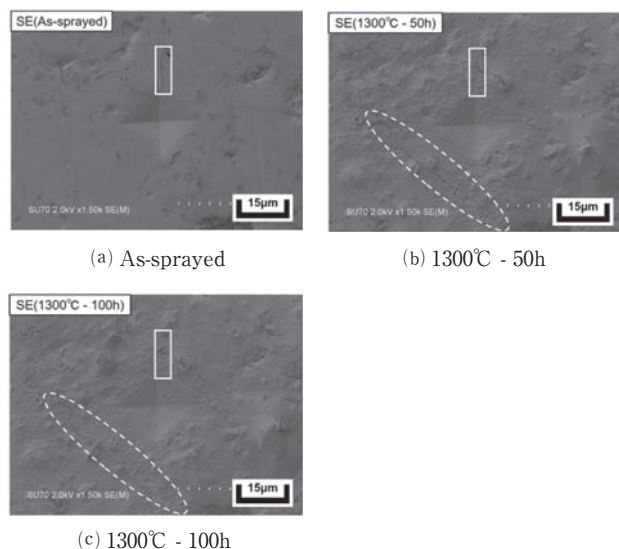 SE(As-sprayed)
SU70 2.0kV x1.50k SE(M)
15μm
(a) As-sprayed
SE(1300℃ - 50h)
SU70 2.0kV x1.50k SE(M)
15μm
(b) 1300℃ - 50h
SE(1300℃ - 100h)
SU70 2.0kV x1.50k SE(M)
15μm
(c) 1300℃ - 100h